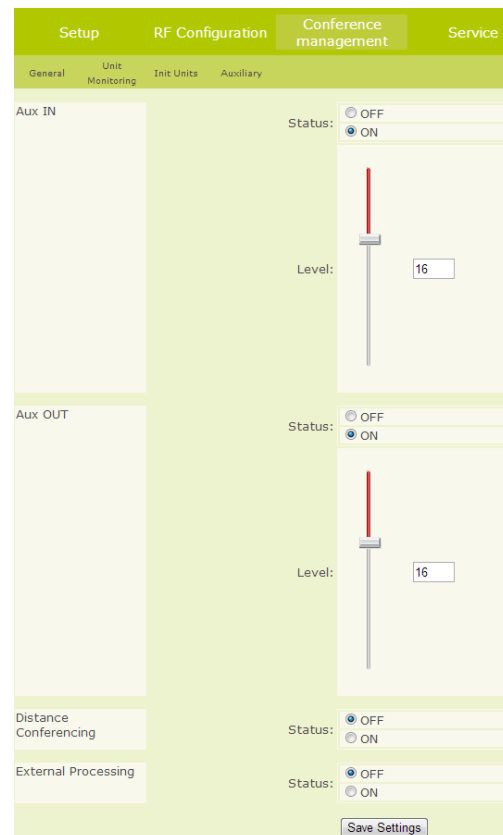 Setup RF Configuration Conference management Service
General Unit Monitoring Init Units Auxiliary
Aux IN
Status:
OFF
ON
Level:
16
Aux OUT
Status:
OFF
ON
Level:
16
Distance
Conferencing
Status:
OFF
ON
External Processing
Status:
OFF
ON
Save Settings